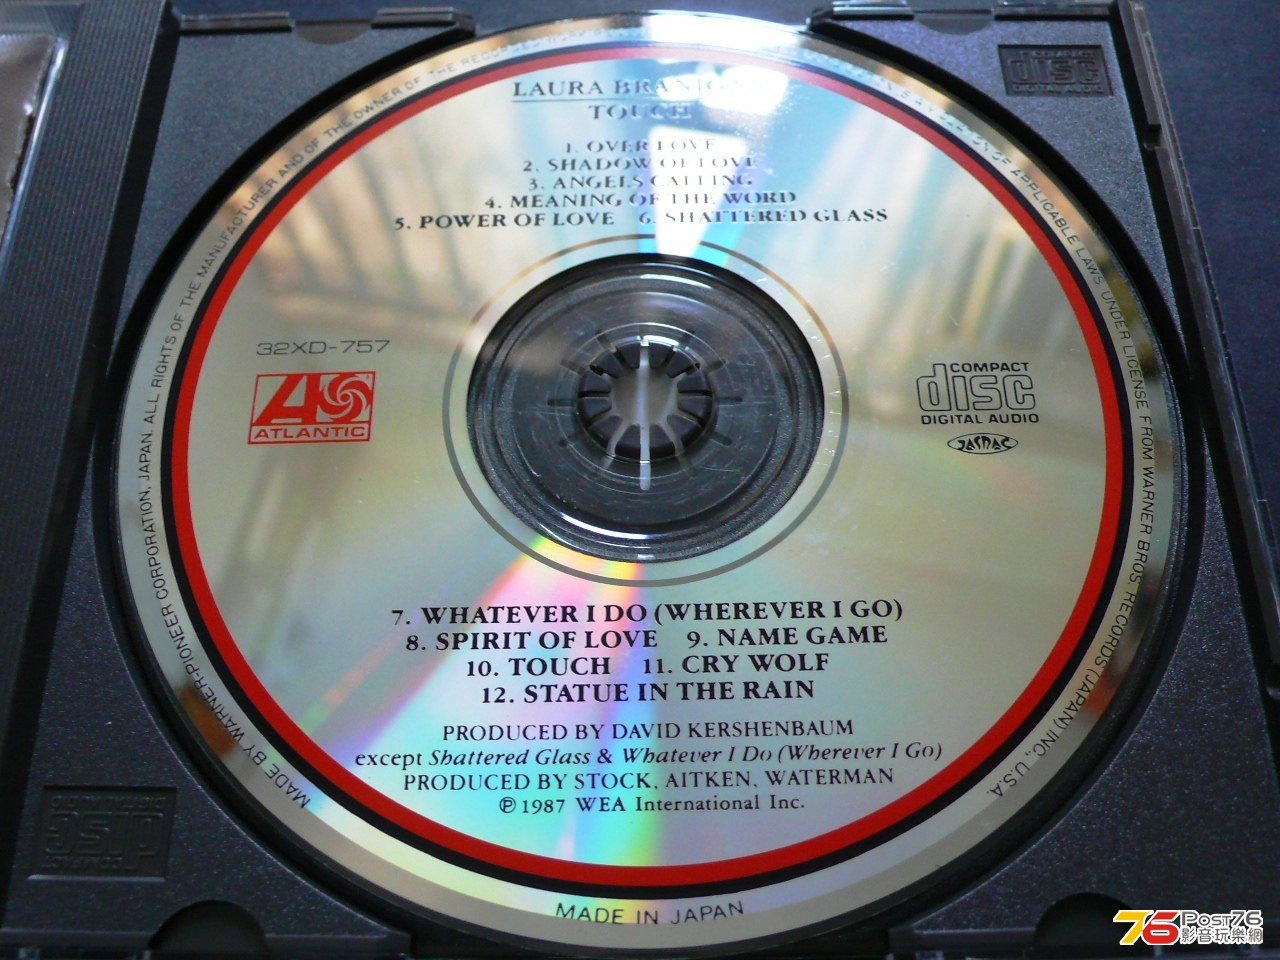 LAURA BRANIGAN
TOUCH
1. OVER LOVE
2. SHADOW OF LOVE
3. ANGELS CALLING
4. MEANING OF THE WORD
5. POWER OF LOVE 6. SHATTERED GLASS
32XD-757
ATLANTIC
COMPACT
disc
DIGITAL AUDIO
JASRAC
7. WHATEVER I DO (WHEREVER I GO)
8. SPIRIT OF LOVE 9. NAME GAME
10. TOUCH 11. CRY WOLF
12. STATUE IN THE RAIN
PRODUCED BY DAVID KERSHENBAUM
except Shattered Glass & Whatever I Do (Wherever I Go)
PRODUCED BY STOCK, AITKEN, WATERMAN
℗ 1987 WEA International Inc.
MADE BY WARNER-PIONEER CORPORATION, JAPAN. ALL RIGHTS OF THE MANUFACTURER AND OF THE OWNER OF THE RECORDED APPLICABLE LAWS UNDER LICENSE FROM WARNER BROS. RECORDS (JAPAN) INC., U.S.A.
MADE IN JAPAN
disc
76 Post76
影音玩樂網